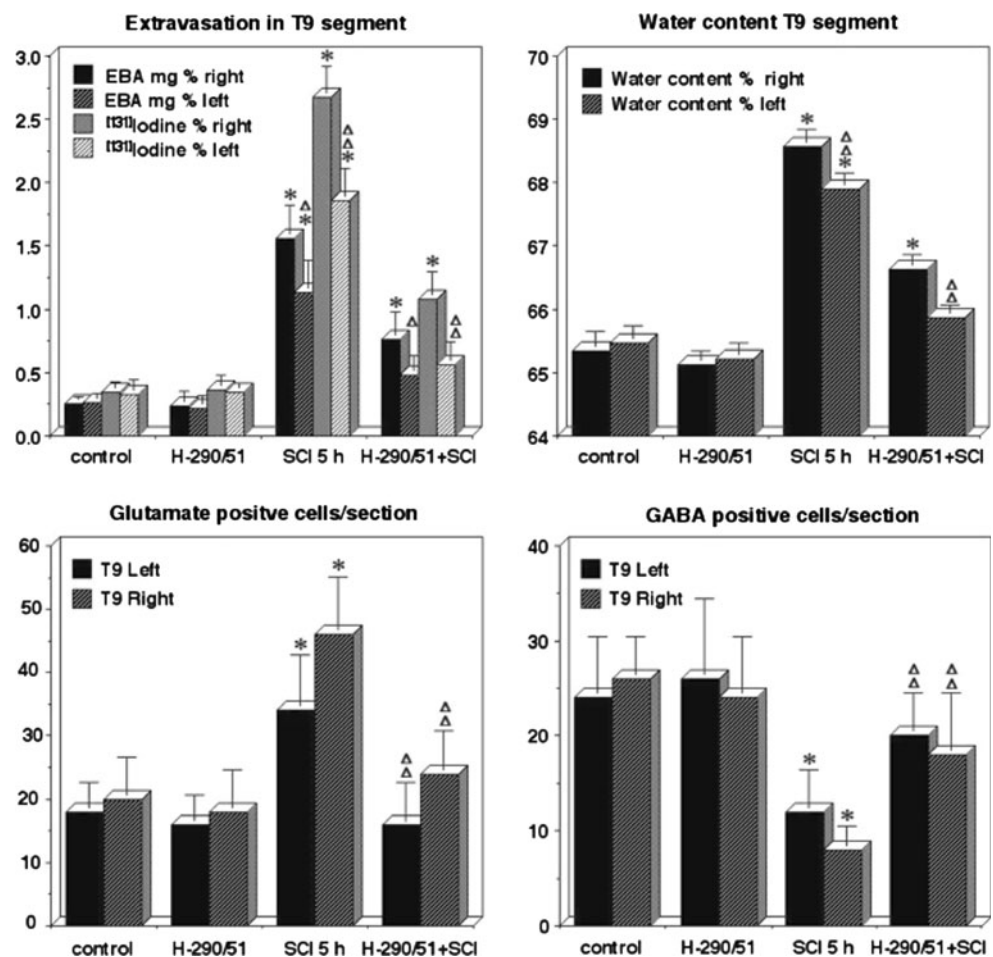 Extravasation in T9 segment
3.0
2.5
2.0
1.5
1.0
0.5
0.0
EBA mg % right
EBA mg % left
[131]Iodine % right
[131]Iodine % left
* * Δ * * Δ Δ * * Δ * Δ Δ
control H-290/51 SCI 5 h H-290/51+SCI
Water content T9 segment
70
69
68
67
66
65
64
Water content % right
Water content % left
* Δ Δ * * Δ Δ
control H-290/51 SCI 5 h H-290/51+SCI
Glutamate positve cells/section
60
50
40
30
20
10
0
T9 Left
T9 Right
* * Δ Δ Δ Δ
control H-290/51 SCI 5 h H-290/51+SCI
GABA positive cells/section
40
30
20
10
0
T9 Left
T9 Right
* * Δ Δ Δ Δ
control H-290/51 SCI 5 h H-290/51+SCI